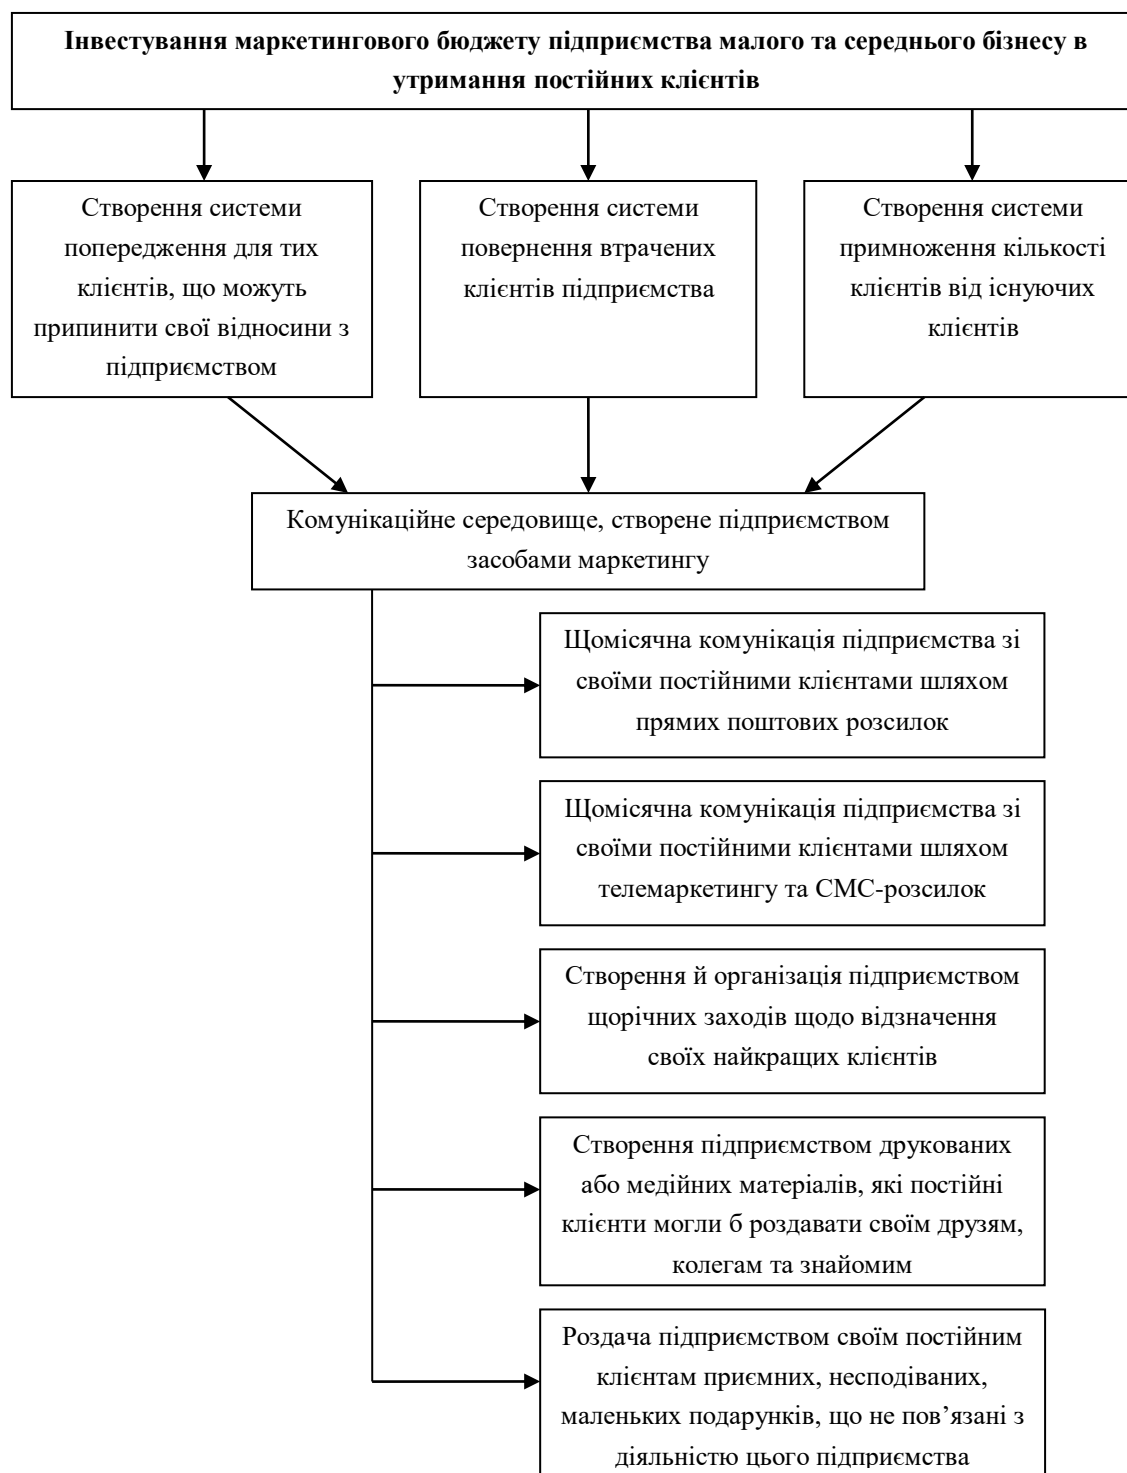 Інвестування маркетингового бюджету підприємства малого та середнього бізнесу в
утримання постійних клієнтів
Створення системи
попередження для тих
клієнтів, що можуть
припинити свої відносини з
підприємством
Створення системи
повернення втрачених
клієнтів підприємства
Створення системи
примноження кількості
клієнтів від існуючих
клієнтів
Комунікаційне середовище, створене підприємством
засобами маркетингу
Щомісячна комунікація підприємства зі
своїми постійними клієнтами шляхом
прямих поштових розсилок
Щомісячна комунікація підприємства зі
своїми постійними клієнтами шляхом
телемаркетингу та СМС-розсилок
Створення й організація підприємством
щорічних заходів щодо відзначення
своїх найкращих клієнтів
Створення підприємством друкованих
або медійних матеріалів, які постійні
клієнти могли б роздавати своїм друзям,
колегам та знайомим
Роздача підприємством своїм постійним
клієнтам приємних, несподіваних,
маленьких подарунків, що не пов’язані з
діяльністю цього підприємства